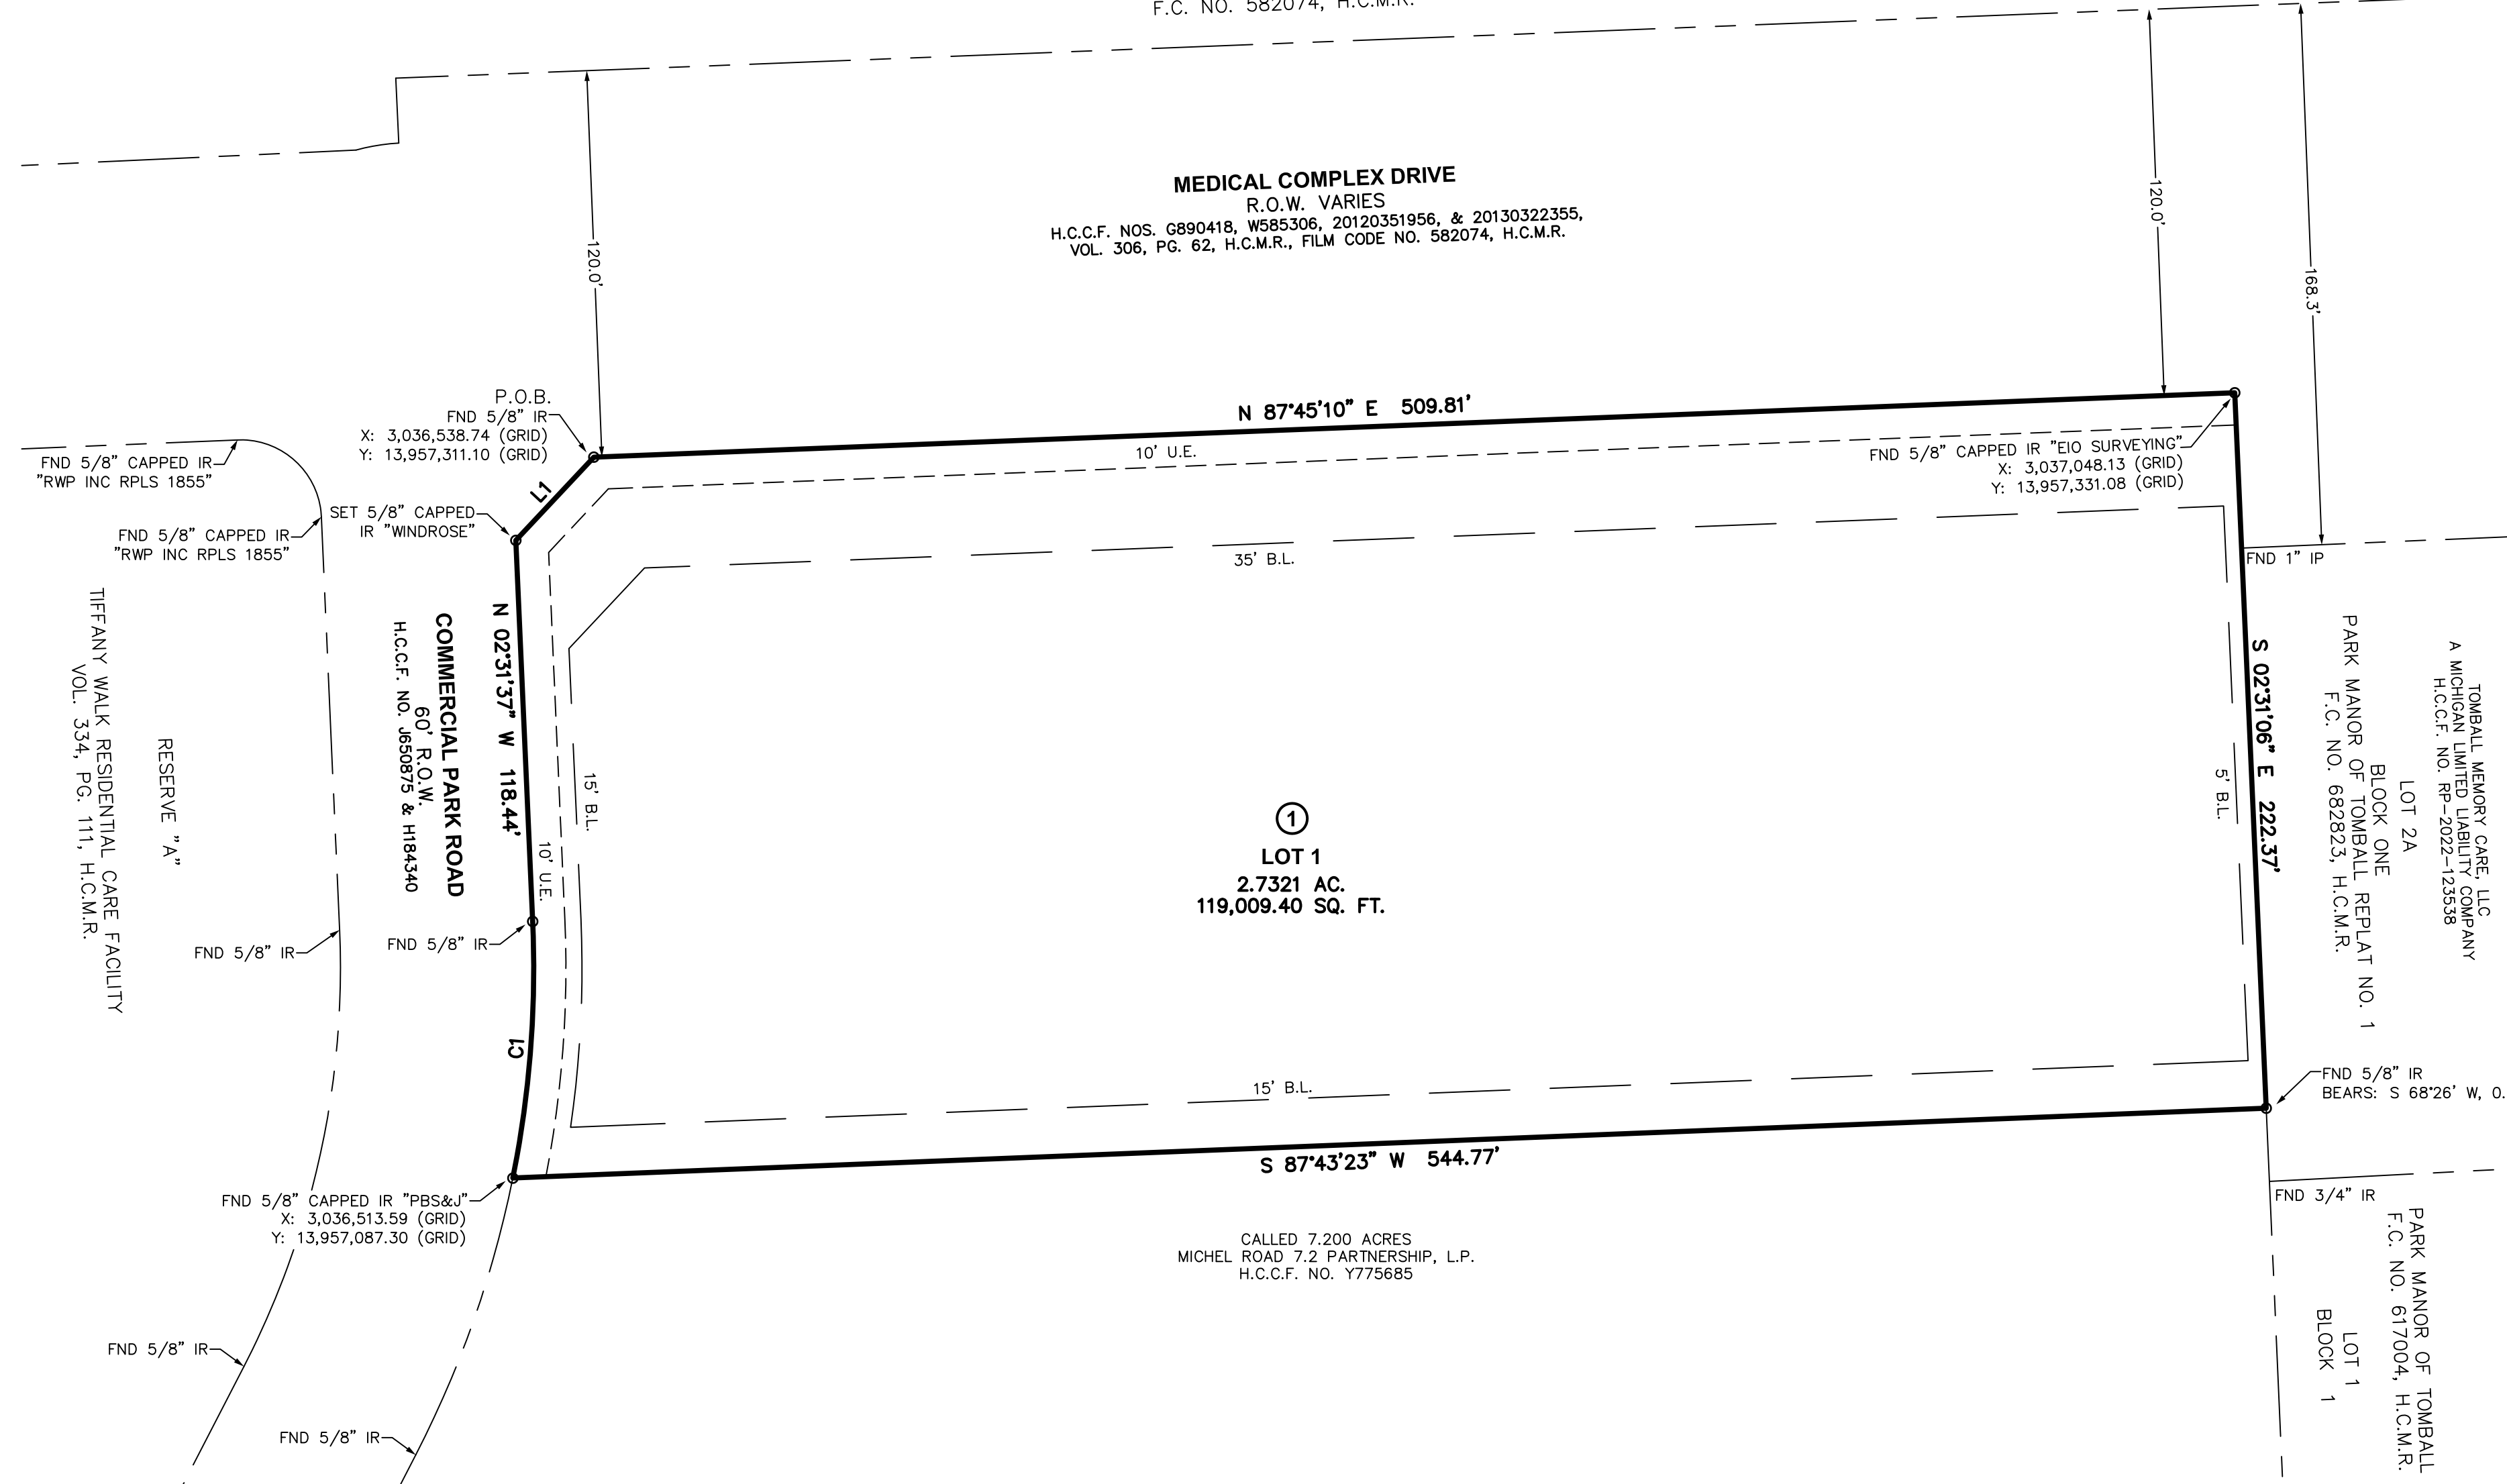 F.C. NO. 582074, H.C.M.R.
120.0'
120.0'
168.3'
MEDICAL COMPLEX DRIVE
R.O.W. VARIES
H.C.C.F. NOS. G890418, W585306, 20120351956, & 20130322355,
VOL. 306, PG. 62, H.C.M.R., FILM CODE NO. 582074, H.C.M.R.
P.O.B.
FND 5/8" IR
X: 3,036,538.74 (GRID)
Y: 13,957,311.10 (GRID)
N 87°45'10" E 509.81'
10' U.E.
FND 5/8" CAPPED IR "EIO SURVEYING"
X: 3,037,048.13 (GRID)
Y: 13,957,331.08 (GRID)
FND 5/8" CAPPED IR
"RWP INC RPLS 1855"
L1
SET 5/8" CAPPED
IR "WINDROSE"
FND 5/8" CAPPED IR
"RWP INC RPLS 1855"
35' B.L.
FND 1" IP
TIFFANY WALK RESIDENTIAL CARE FACILITY
VOL. 334, PG. 111, H.C.M.R.
RESERVE "A"
COMMERCIAL PARK ROAD
60' R.O.W.
H.C.C.F. NO. J650875 & H184340
N 02°31'37" W 118.44'
15' B.L.
10' U.E.
1
LOT 1
2.7321 AC.
119,009.40 SQ. FT.
5' B.L.
S 02°31'06" E 222.37'
TOMBALL MEMORY CARE, LLC
A MICHIGAN LIMITED LIABILITY COMPANY
H.C.C.F. NO. RP-2022-123538
LOT 2A
BLOCK ONE
PARK MANOR OF TOMBALL REPLAT NO. 1
F.C. NO. 682823, H.C.M.R.
FND 5/8" IR
FND 5/8" IR
C1
15' B.L.
FND 5/8" IR
BEARS: S 68°26' W, 0.
S 87°43'23" W 544.77'
FND 5/8" CAPPED IR "PBS&J"
X: 3,036,513.59 (GRID)
Y: 13,957,087.30 (GRID)
FND 3/4" IR
CALLED 7.200 ACRES
MICHEL ROAD 7.2 PARTNERSHIP, L.P.
H.C.C.F. NO. Y775685
PARK MANOR OF TOMBALL
F.C. NO. 617004, H.C.M.R.
LOT 1
BLOCK 1
FND 5/8" IR
FND 5/8" IR